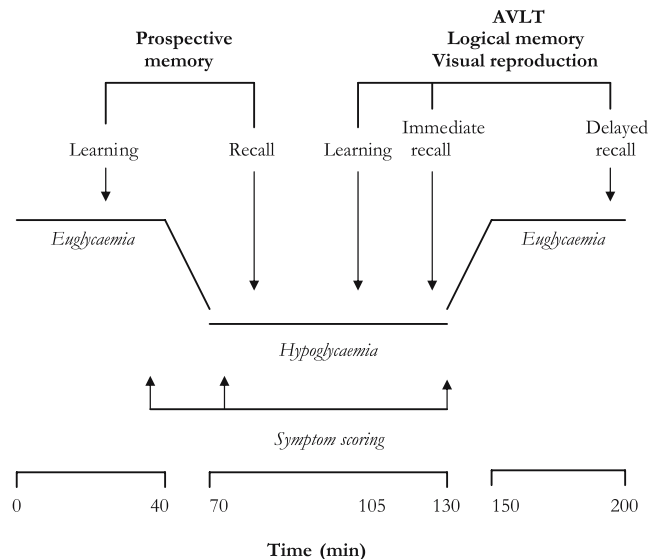 AVLT
Prospective Logical memory
memory Visual reproduction
Learning Recall Learning Immediate recall Delayed recall
Euglycaemia Euglycaemia
Hypoglycaemia
Symptom scoring
0 40 70 105 130 150 200
Time (min)